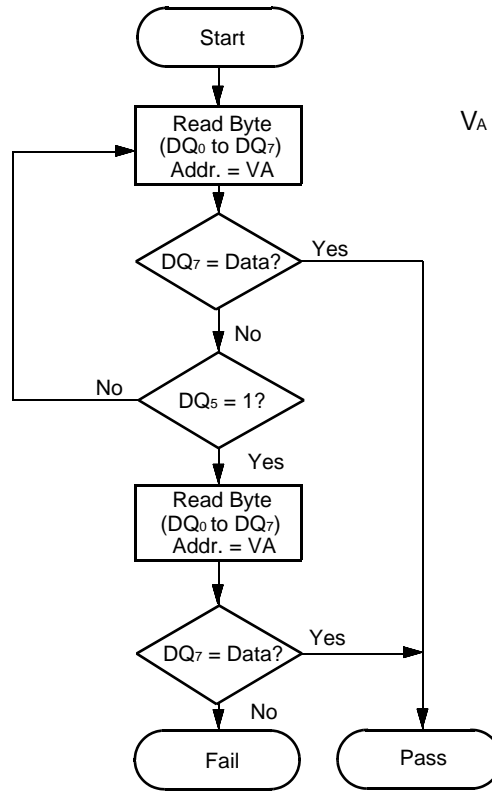 Start
Read Byte
(DQ0 to DQ7)
Addr. = VA
VA
DQ7 = Data?
Yes
No
No
DQ5 = 1?
Yes
Read Byte
(DQ0 to DQ7)
Addr. = VA
DQ7 = Data?
Yes
No
Fail
Pass